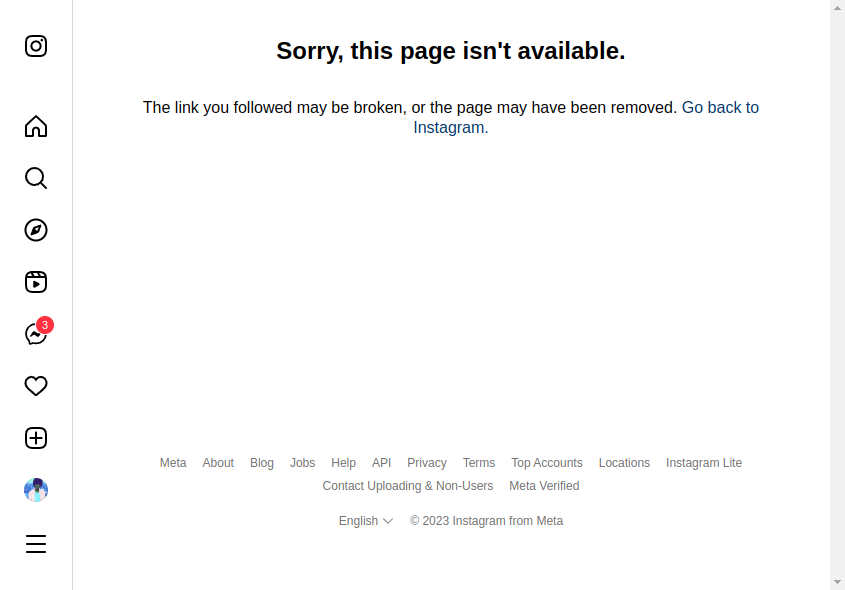 Sorry, this page isn't available.
The link you followed may be broken, or the page may have been removed. Go back to
Instagram.
3
Meta About Blog Jobs Help API Privacy Terms Top Accounts Locations Instagram Lite
Contact Uploading & Non-Users Meta Verified
English © 2023 Instagram from Meta